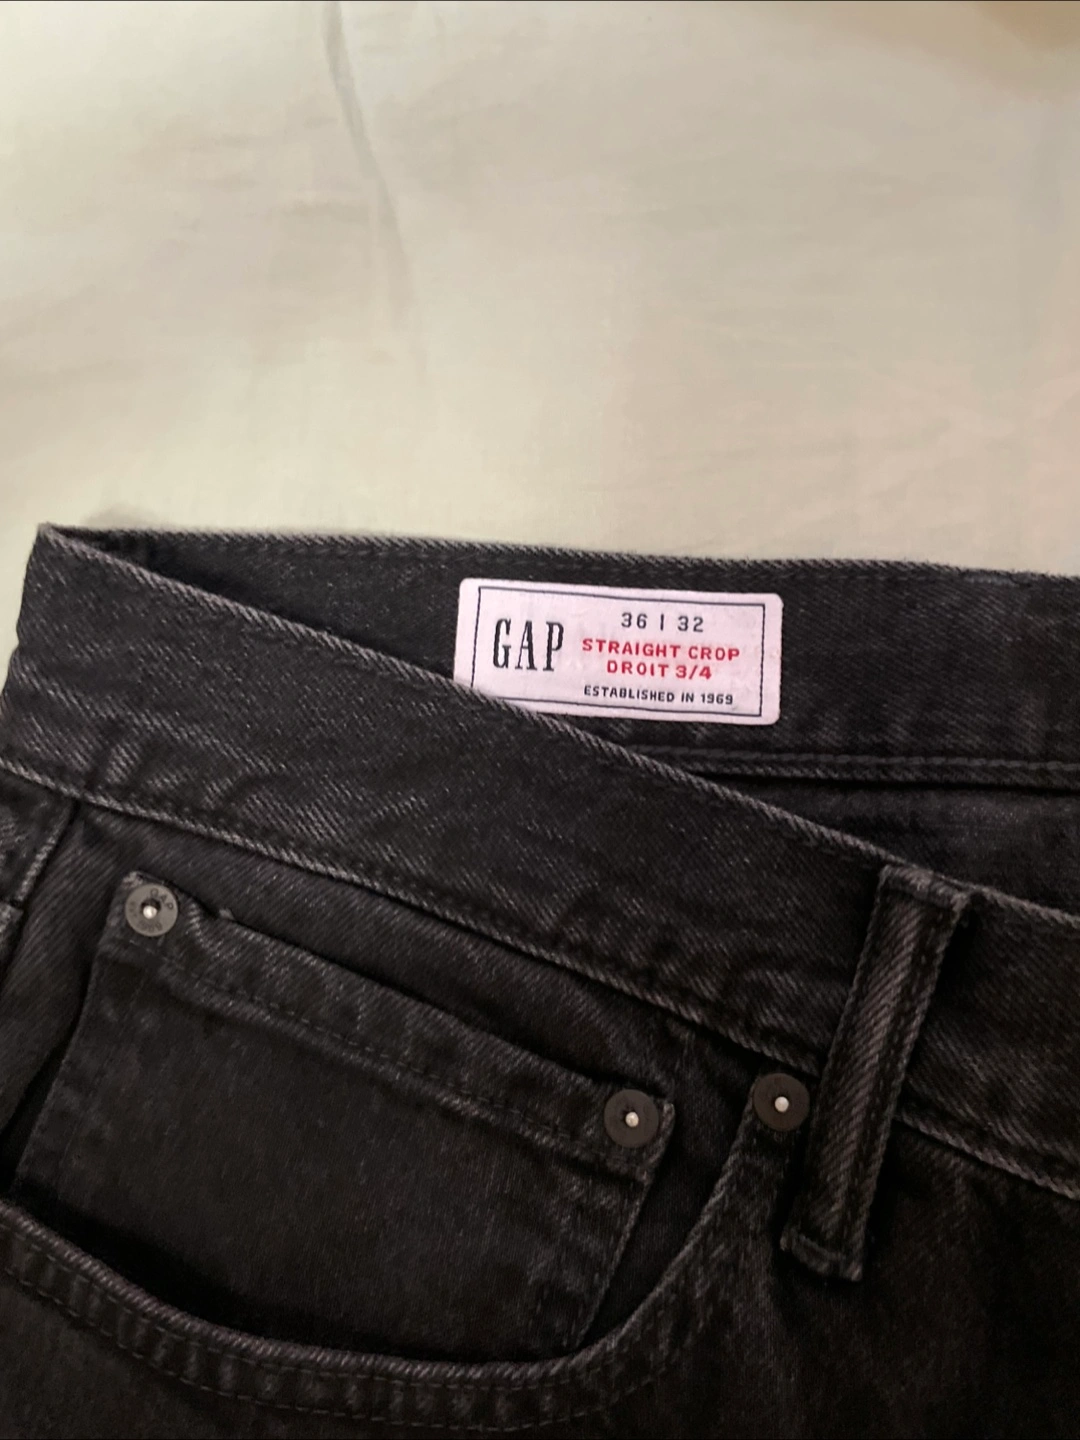 GAP
36 | 32
STRAIGHT CROP
DROIT 3/4
ESTABLISHED IN 1969